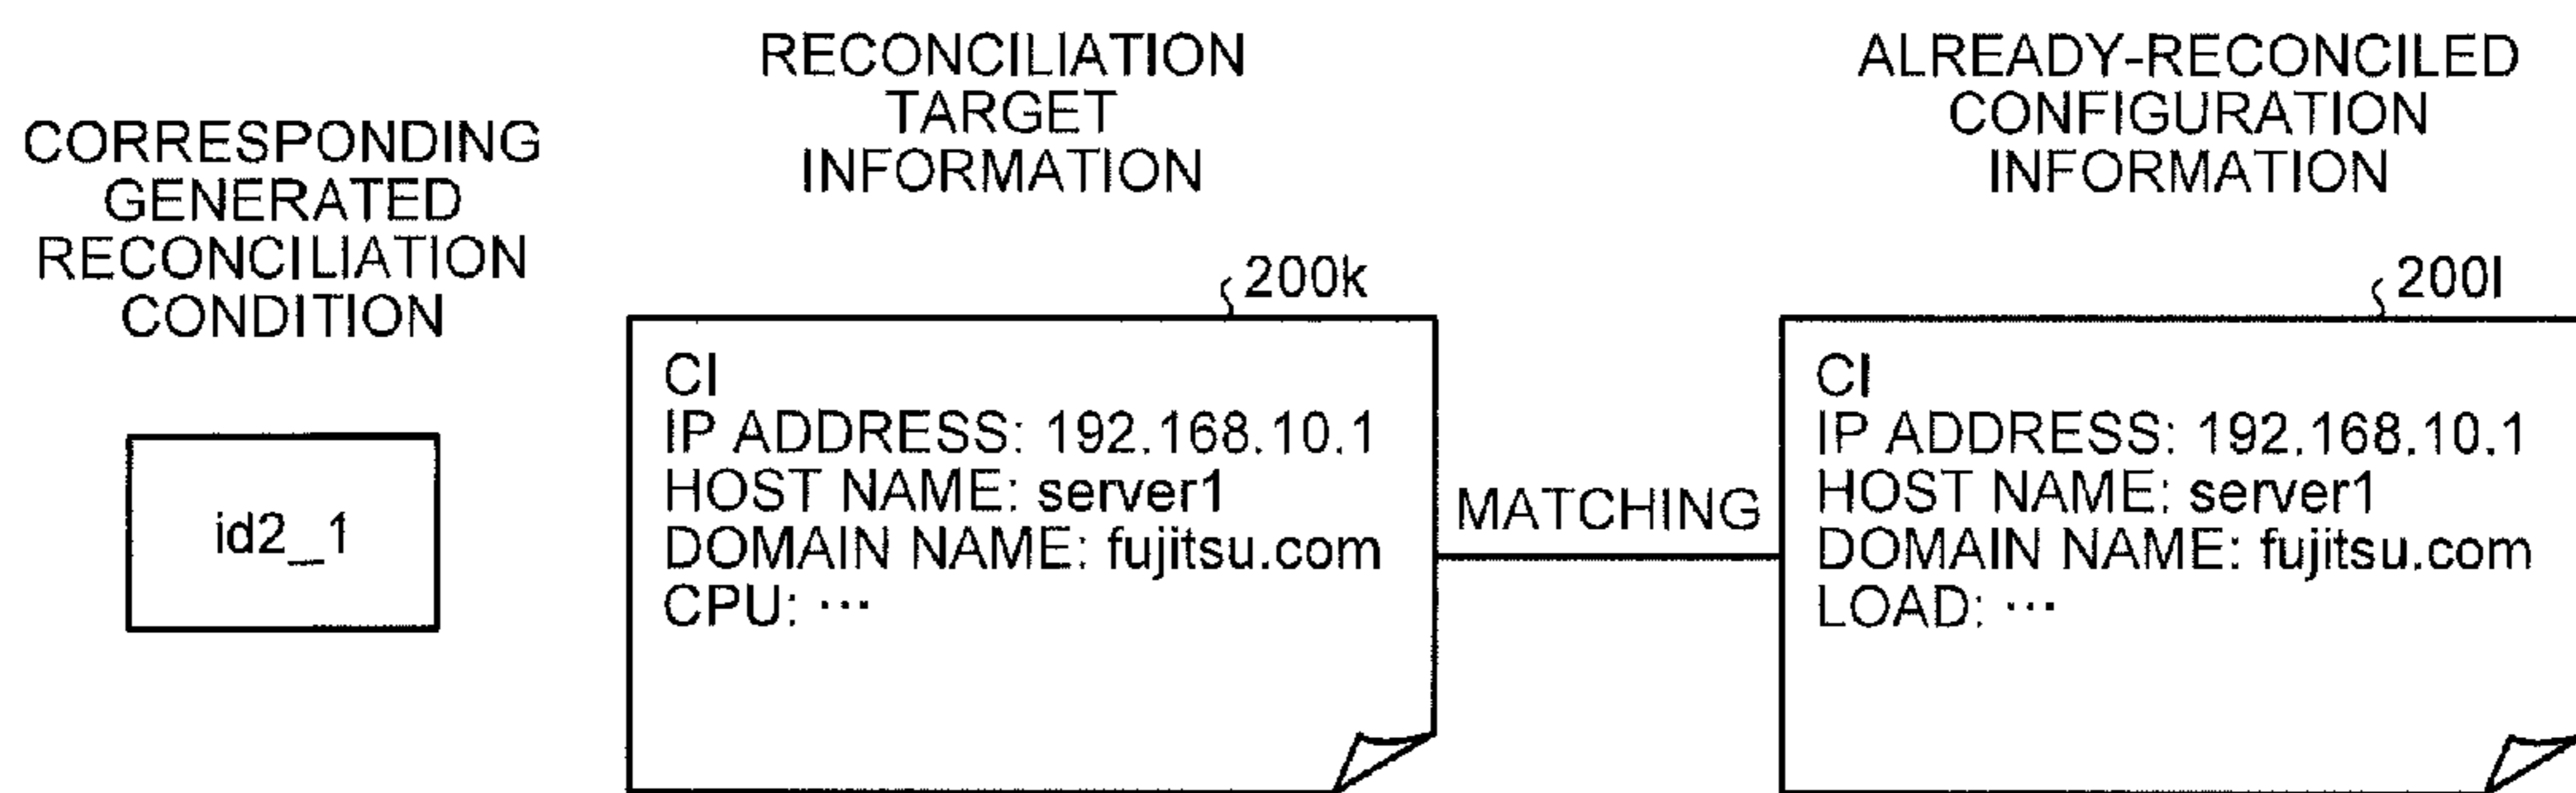 CORRESPONDING
GENERATED
RECONCILIATION
CONDITION
id2_1
RECONCILIATION
TARGET
INFORMATION
200k
CI
IP ADDRESS: 192.168.10.1
HOST NAME: server1
DOMAIN NAME: fujitsu.com
CPU: ···
MATCHING
ALREADY-RECONCILED
CONFIGURATION
INFORMATION
200l
CI
IP ADDRESS: 192.168.10.1
HOST NAME: server1
DOMAIN NAME: fujitsu.com
LOAD: ···